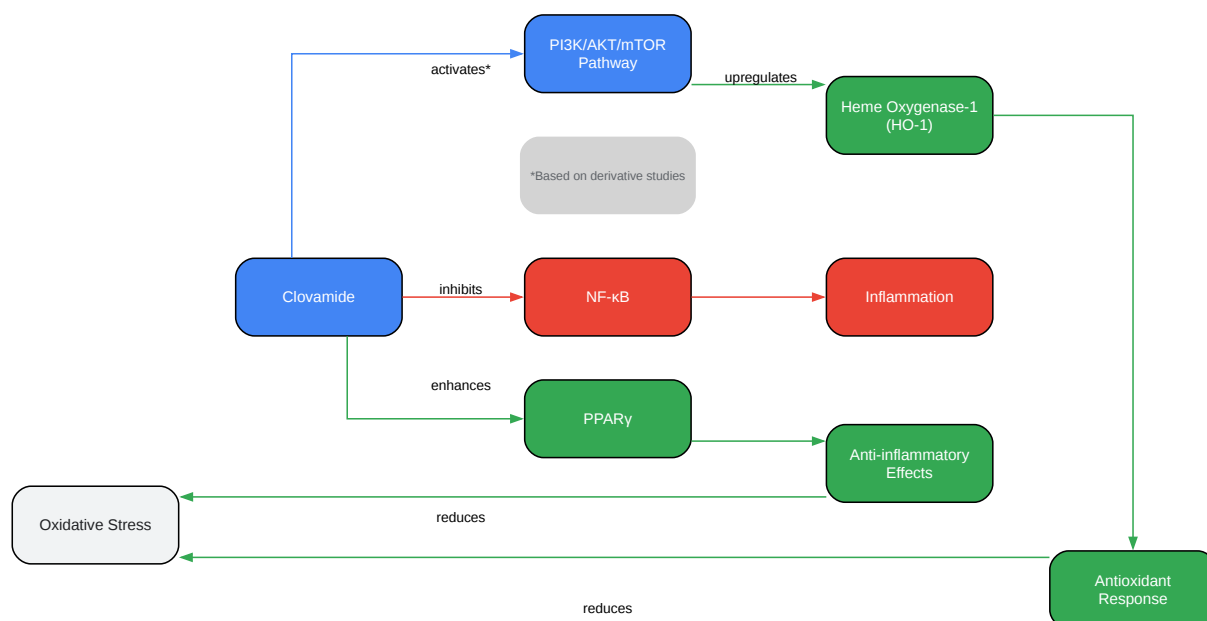 PI3K/AKT/mTOR
Pathway
activates*
upregulates
Heme Oxygenase-1
(HO-1)
*Based on derivative studies
Clovamide
inhibits
NF-κB
Inflammation
enhances
PPARγ
Anti-inflammatory
Effects
Oxidative Stress
reduces
Antioxidant
Response
reduces